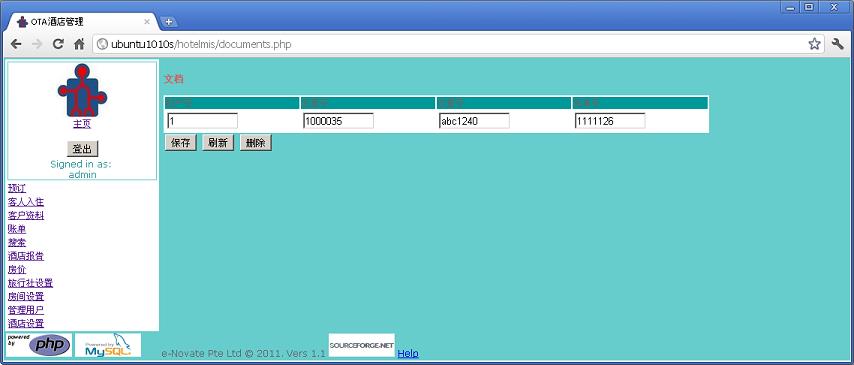 OTA酒店管理
ubuntu1010s/hotelmis/documents.php
主页
登出
Signed in as:
admin
预订
客人入住
客户资料
账单
搜索
酒店报告
房价
旅行社设置
房间设置
管理用户
酒店设置
文档
1 1000035 abc1240 1111126
保存 刷新 删除
powered by php
Powered by MySQL
e-Novate Pte Ltd © 2011. Vers 1.1
SOURCEFORGE.NET
Help